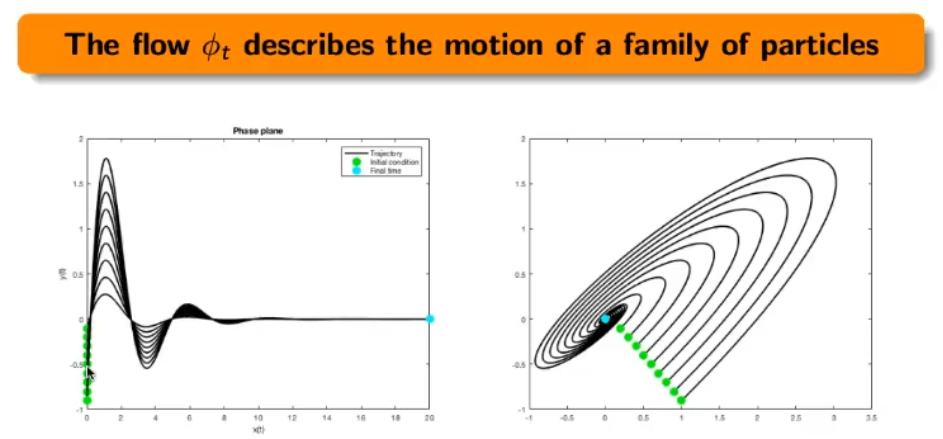 The flow ϕt describes the motion of a family of particles
Phase plane
2
1.5
1
0.5
0
-0.5
-1
y(t)
Trajectory
Initial condition
Final time
0 2 4 6 8 10 12 14 16 18 20
x(t)
2
1.5
1
0.5
0
-0.5
-1
-1 -0.5 0 0.5 1 1.5 2 2.5 3 3.5